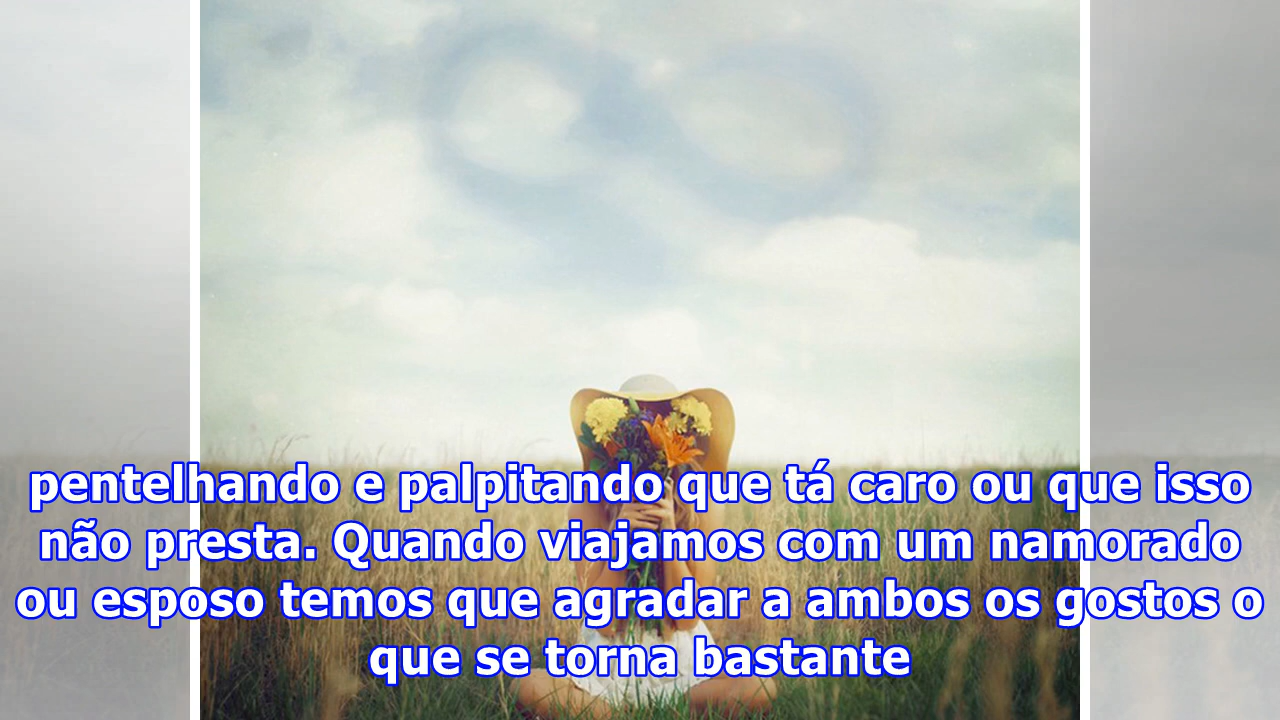 pentelhando e palpitando que tá caro ou que isso
não presta. Quando viajamos com um namorado
ou esposo temos que agradar a ambos os gostos o
que se torna bastante